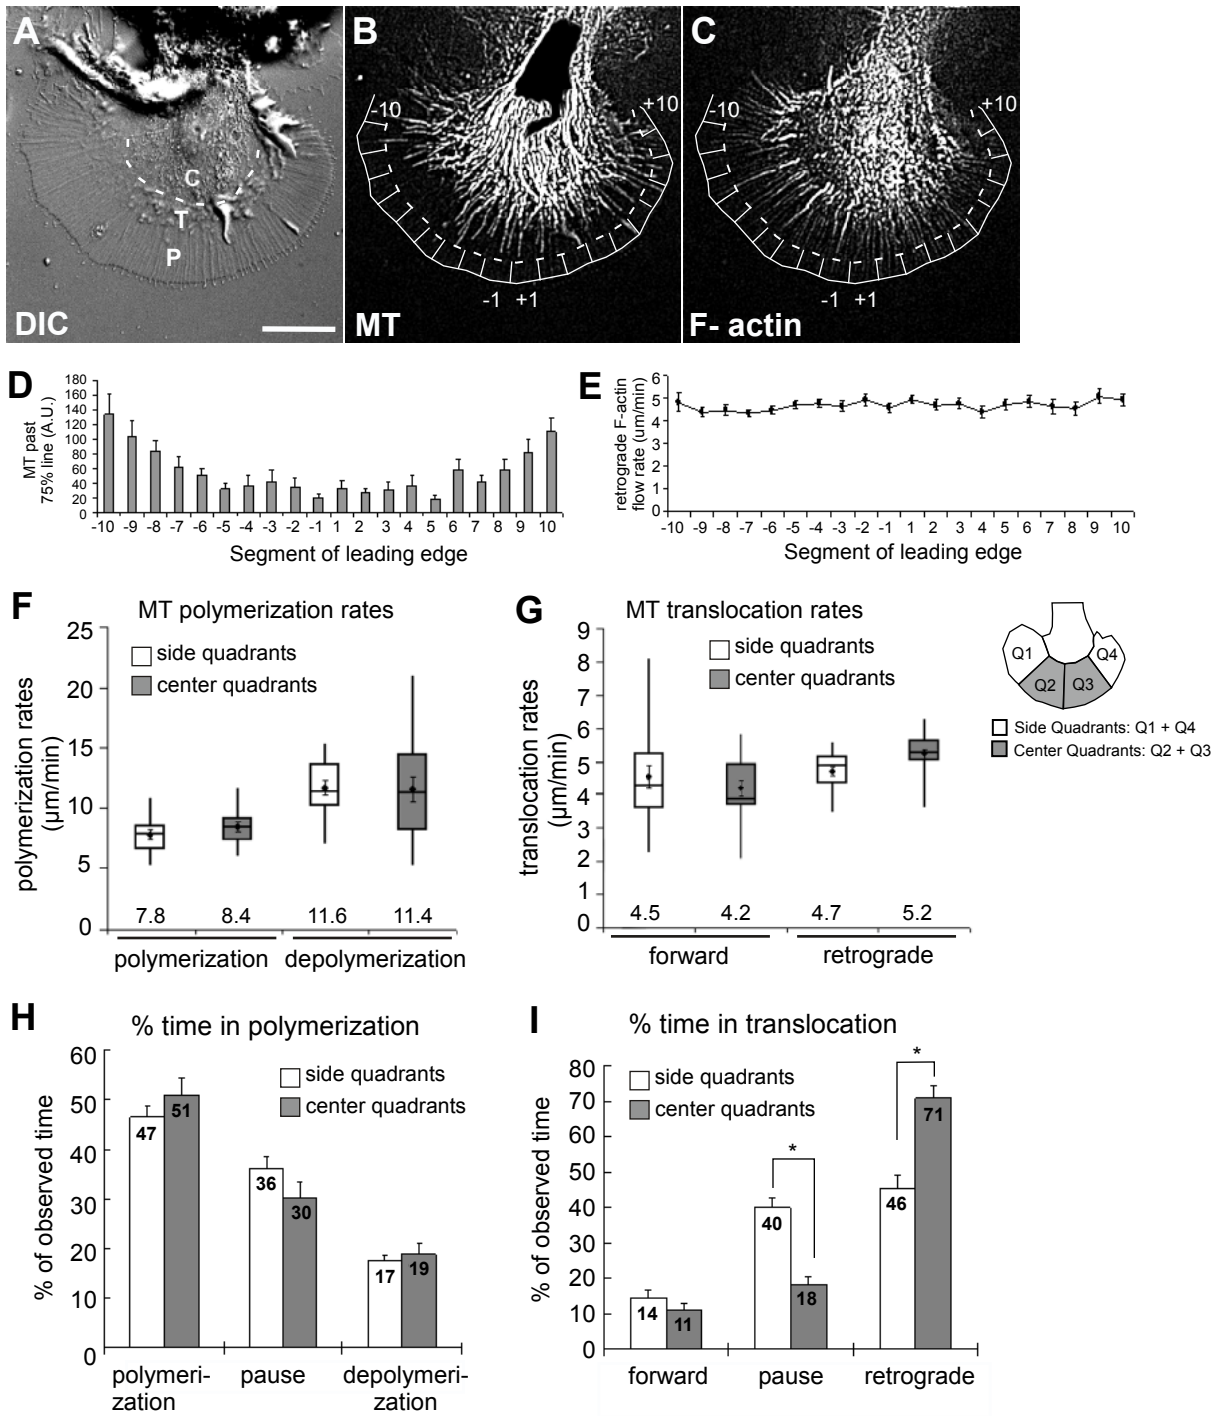 A
B
C
C
T
P
DIC
-10
+10
-1 +1
MT
-10
+10
-1 +1
F- actin
D
MT past
75% line (A.U.)
180
160
140
120
100
80
60
40
20
0
-10 -9 -8 -7 -6 -5 -4 -3 -2 -1 1 2 3 4 5 6 7 8 9 10
Segment of leading edge
E
retrograde F-actin
flow rate (um/min)
6
5
4
3
2
1
0
-10 -9 -8 -7 -6 -5 -4 -3 -2 -1 1 2 3 4 5 6 7 8 9 10
Segment of leading edge
F
MT polymerization rates
polymerization rates
(μm/min)
25
20
15
10
5
0
side quadrants
center quadrants
7.8 8.4 11.6 11.4
polymerization depolymerization
G
MT translocation rates
translocation rates
(μm/min)
9
8
7
6
5
4
3
2
1
0
side quadrants
center quadrants
4.5 4.2 4.7 5.2
forward retrograde
Q1 Q4
Q2 Q3
Side Quadrants: Q1 + Q4
Center Quadrants: Q2 + Q3
H
% time in polymerization
% of observed time
60
50
40
30
20
10
0
side quadrants
center quadrants
47 51
36 30
17 19
polymeri-
zation
pause
depolymeri-
zation
I
% time in translocation
% of observed time
80
70
60
50
40
30
20
10
0
side quadrants
center quadrants
*
*
14 11
40 18
46 71
forward pause retrograde